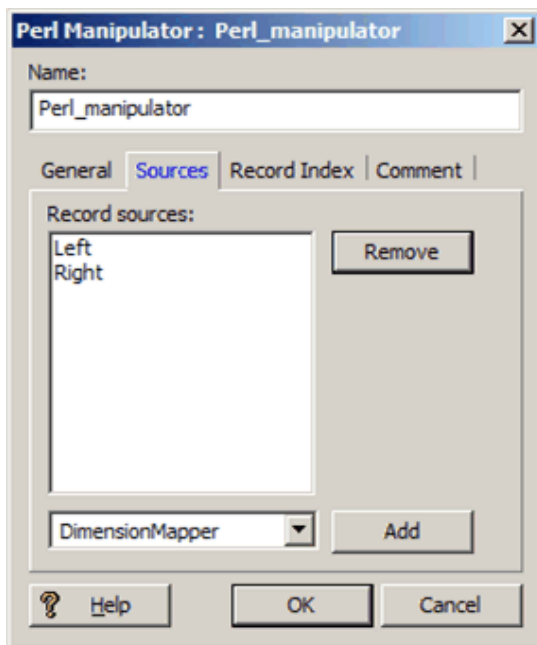 Perl Manipulator : Perl_manipulator
Name:
Perl_manipulator
General Sources Record Index Comment
Record sources:
Left
Right
Remove
DimensionMapper
Add
Help
OK
Cancel